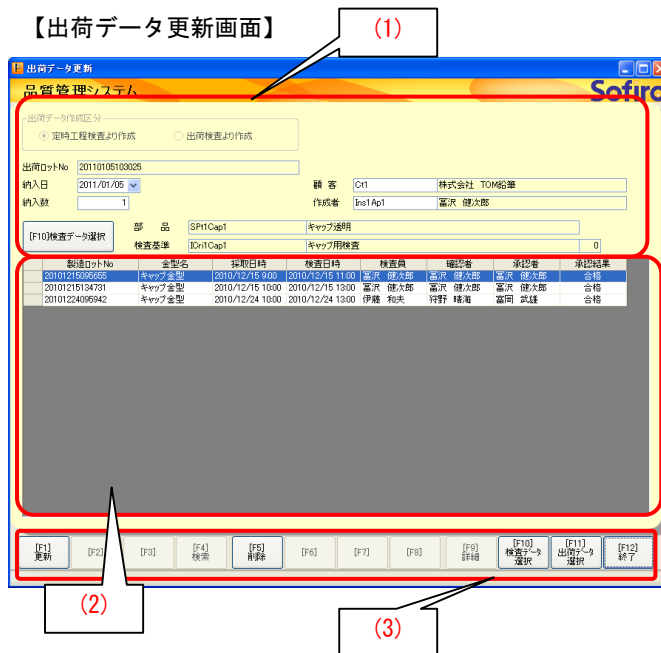 【出荷データ更新画面】
(1)
出荷データ更新
品質管理システム
Sofira
出荷データ作成区分
定時工程検査より作成 出荷検査より作成
出荷ロットNo 20110105103025
納入日 2011/01/05 顧客 Ct1 株式会社 TOM鉛筆
納入数 1 作成者 Ins1Ap1 冨沢 健次郎
[F10]検査データ選択
部品 SPt1Cap1 キャップ透明
検査基準 ICri1Cap1 キャップ用検査 0
製造ロットNo 金型名 採取日時 検査日時 検査員 確認者 承認者 承認結果
20101215095655 キャップ金型 2010/12/15 9:00 2010/12/15 11:00 冨沢 健次郎 冨沢 健次郎 冨沢 健次郎 合格
20101215134731 キャップ金型 2010/12/15 10:00 2010/12/15 13:00 冨沢 健次郎 冨沢 健次郎 冨沢 健次郎 合格
20101224095942 キャップ金型 2010/12/24 10:00 2010/12/24 13:00 伊藤 和夫 狩野 晴海 富岡 武雄 合格
[F1]更新 [F2] [F3] [F4]検索 [F5]削除 [F6] [F7] [F8] [F9]詳細 [F10]検査データ選択 [F11]出荷データ選択 [F12]終了
(2)
(3)